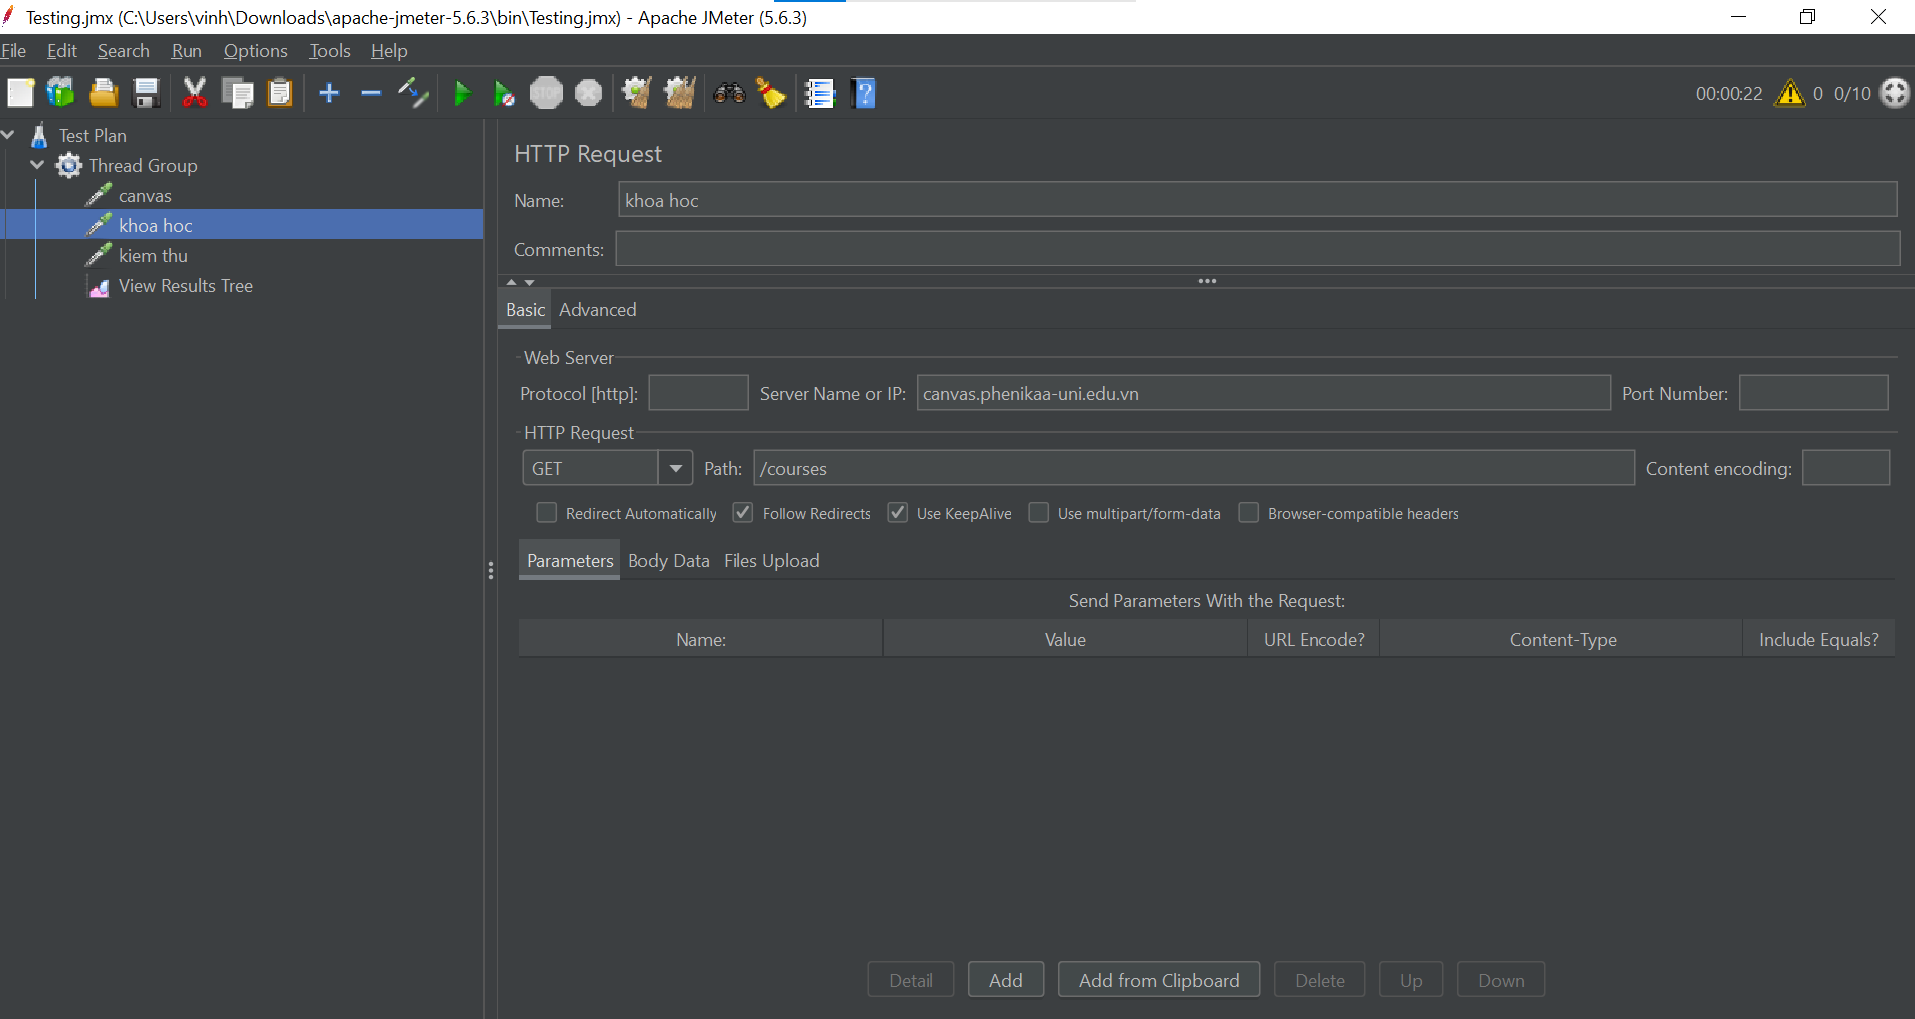 Testing.jmx (C:\Users\vinh\Downloads\apache-jmeter-5.6.3\bin\Testing.jmx) - Apache JMeter (5.6.3)
File Edit Search Run Options Tools Help
STOP
00:00:22 0 0/10
Test Plan
Thread Group
canvas
khoa hoc
kiem thu
View Results Tree
HTTP Request
Name: khoa hoc
Comments:
Basic Advanced
Web Server
Protocol [http]: Server Name or IP: canvas.phenikaa-uni.edu.vn Port Number:
HTTP Request
GET Path: /courses Content encoding:
Redirect Automatically Follow Redirects Use KeepAlive Use multipart/form-data Browser-compatible headers
Parameters Body Data Files Upload
Send Parameters With the Request:
Name: Value URL Encode? Content-Type Include Equals?
Detail Add Add from Clipboard Delete Up Down